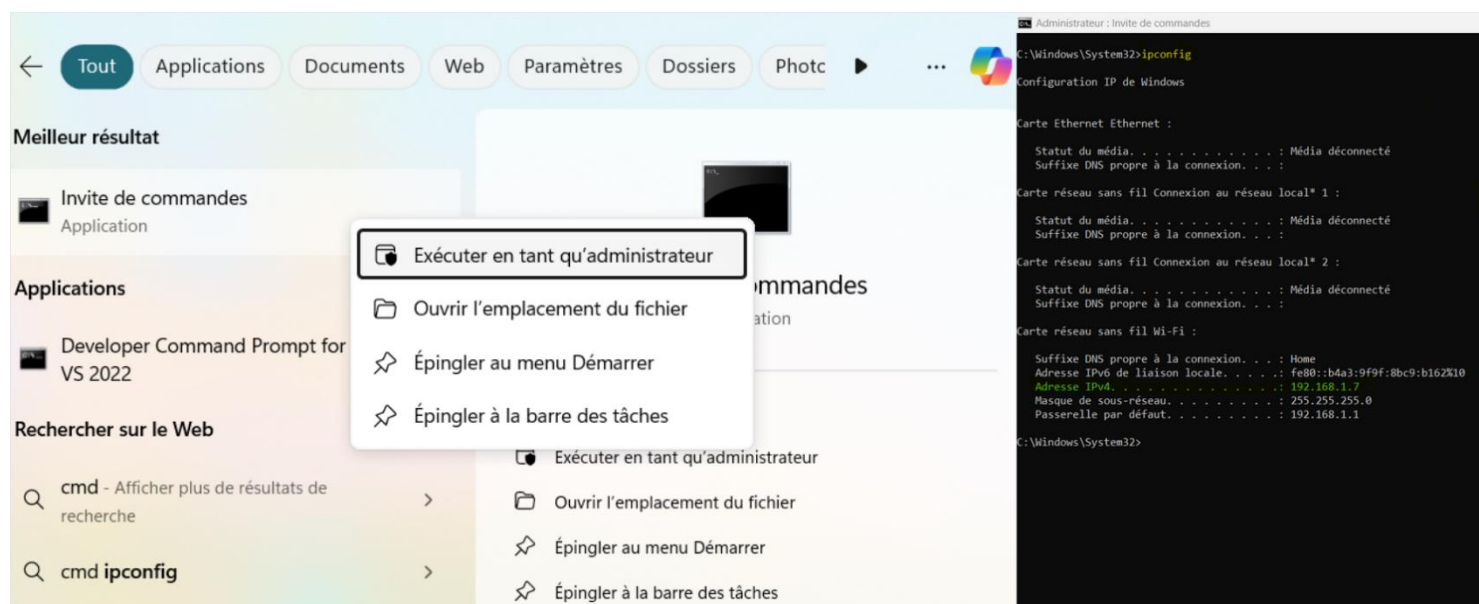 Tout
Applications
Documents
Web
Paramètres
Dossiers
Meilleur résultat
Invite de commandes
Application
Applications
Developer Command Prompt for
VS 2022
Rechercher sur le Web
cmd - Afficher plus de résultats de
recherche
cmd ipconfig
Exécuter en tant qu'administrateur
Ouvrir l'emplacement du fichier
Épingler au menu Démarrer
Épingler à la barre des tâches
Exécuter en tant qu'administrateur
Ouvrir l'emplacement du fichier
Épingler au menu Démarrer
Épingler à la barre des tâches
Administrateur : Invite de commandes
C:\Windows\System32>ipconfig
Configuration IP de Windows
Carte Ethernet Ethernet :
Statut du média. . . . . . . . . . . . : Média déconnecté
Suffixe DNS propre à la connexion. . . :
Carte réseau sans fil Connexion au réseau local* 1 :
Statut du média. . . . . . . . . . . . : Média déconnecté
Suffixe DNS propre à la connexion. . . :
Carte réseau sans fil Connexion au réseau local* 2 :
Statut du média. . . . . . . . . . . . : Média déconnecté
Suffixe DNS propre à la connexion. . . :
Carte réseau sans fil Wi-Fi :
Suffixe DNS propre à la connexion. . . : Home
Adresse IPv6 de liaison locale. . . . .: fe80::b4a3:9f9f:8bc9:b162%10
Adresse IPv4. . . . . . . . . . . . . .: 192.168.1.7
Masque de sous-réseau. . . . . . . . . : 255.255.255.0
Passerelle par défaut. . . . . . . . . : 192.168.1.1
C:\Windows\System32>